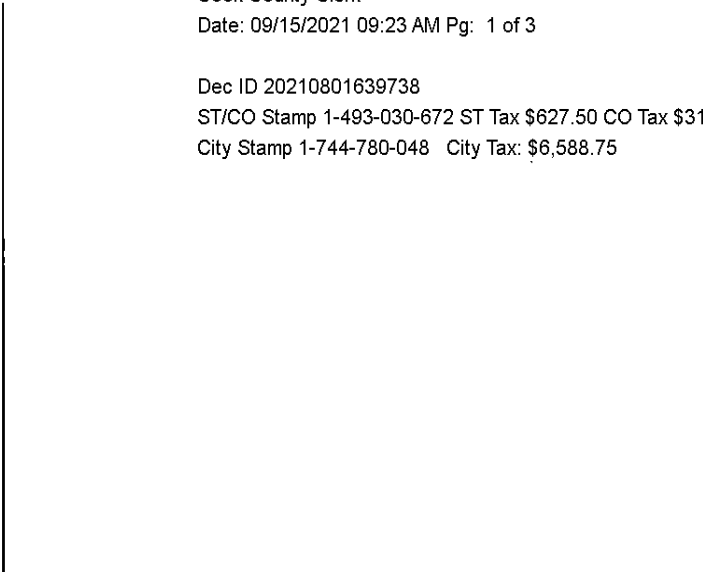 Date: 09/15/2021 09:23 AM Pg: 1 of 3
Dec ID 20210801639738
ST/CO Stamp 1-493-030-672 ST Tax $627.50 CO Tax $31
City Stamp 1-744-780-048 City Tax: $6,588.75